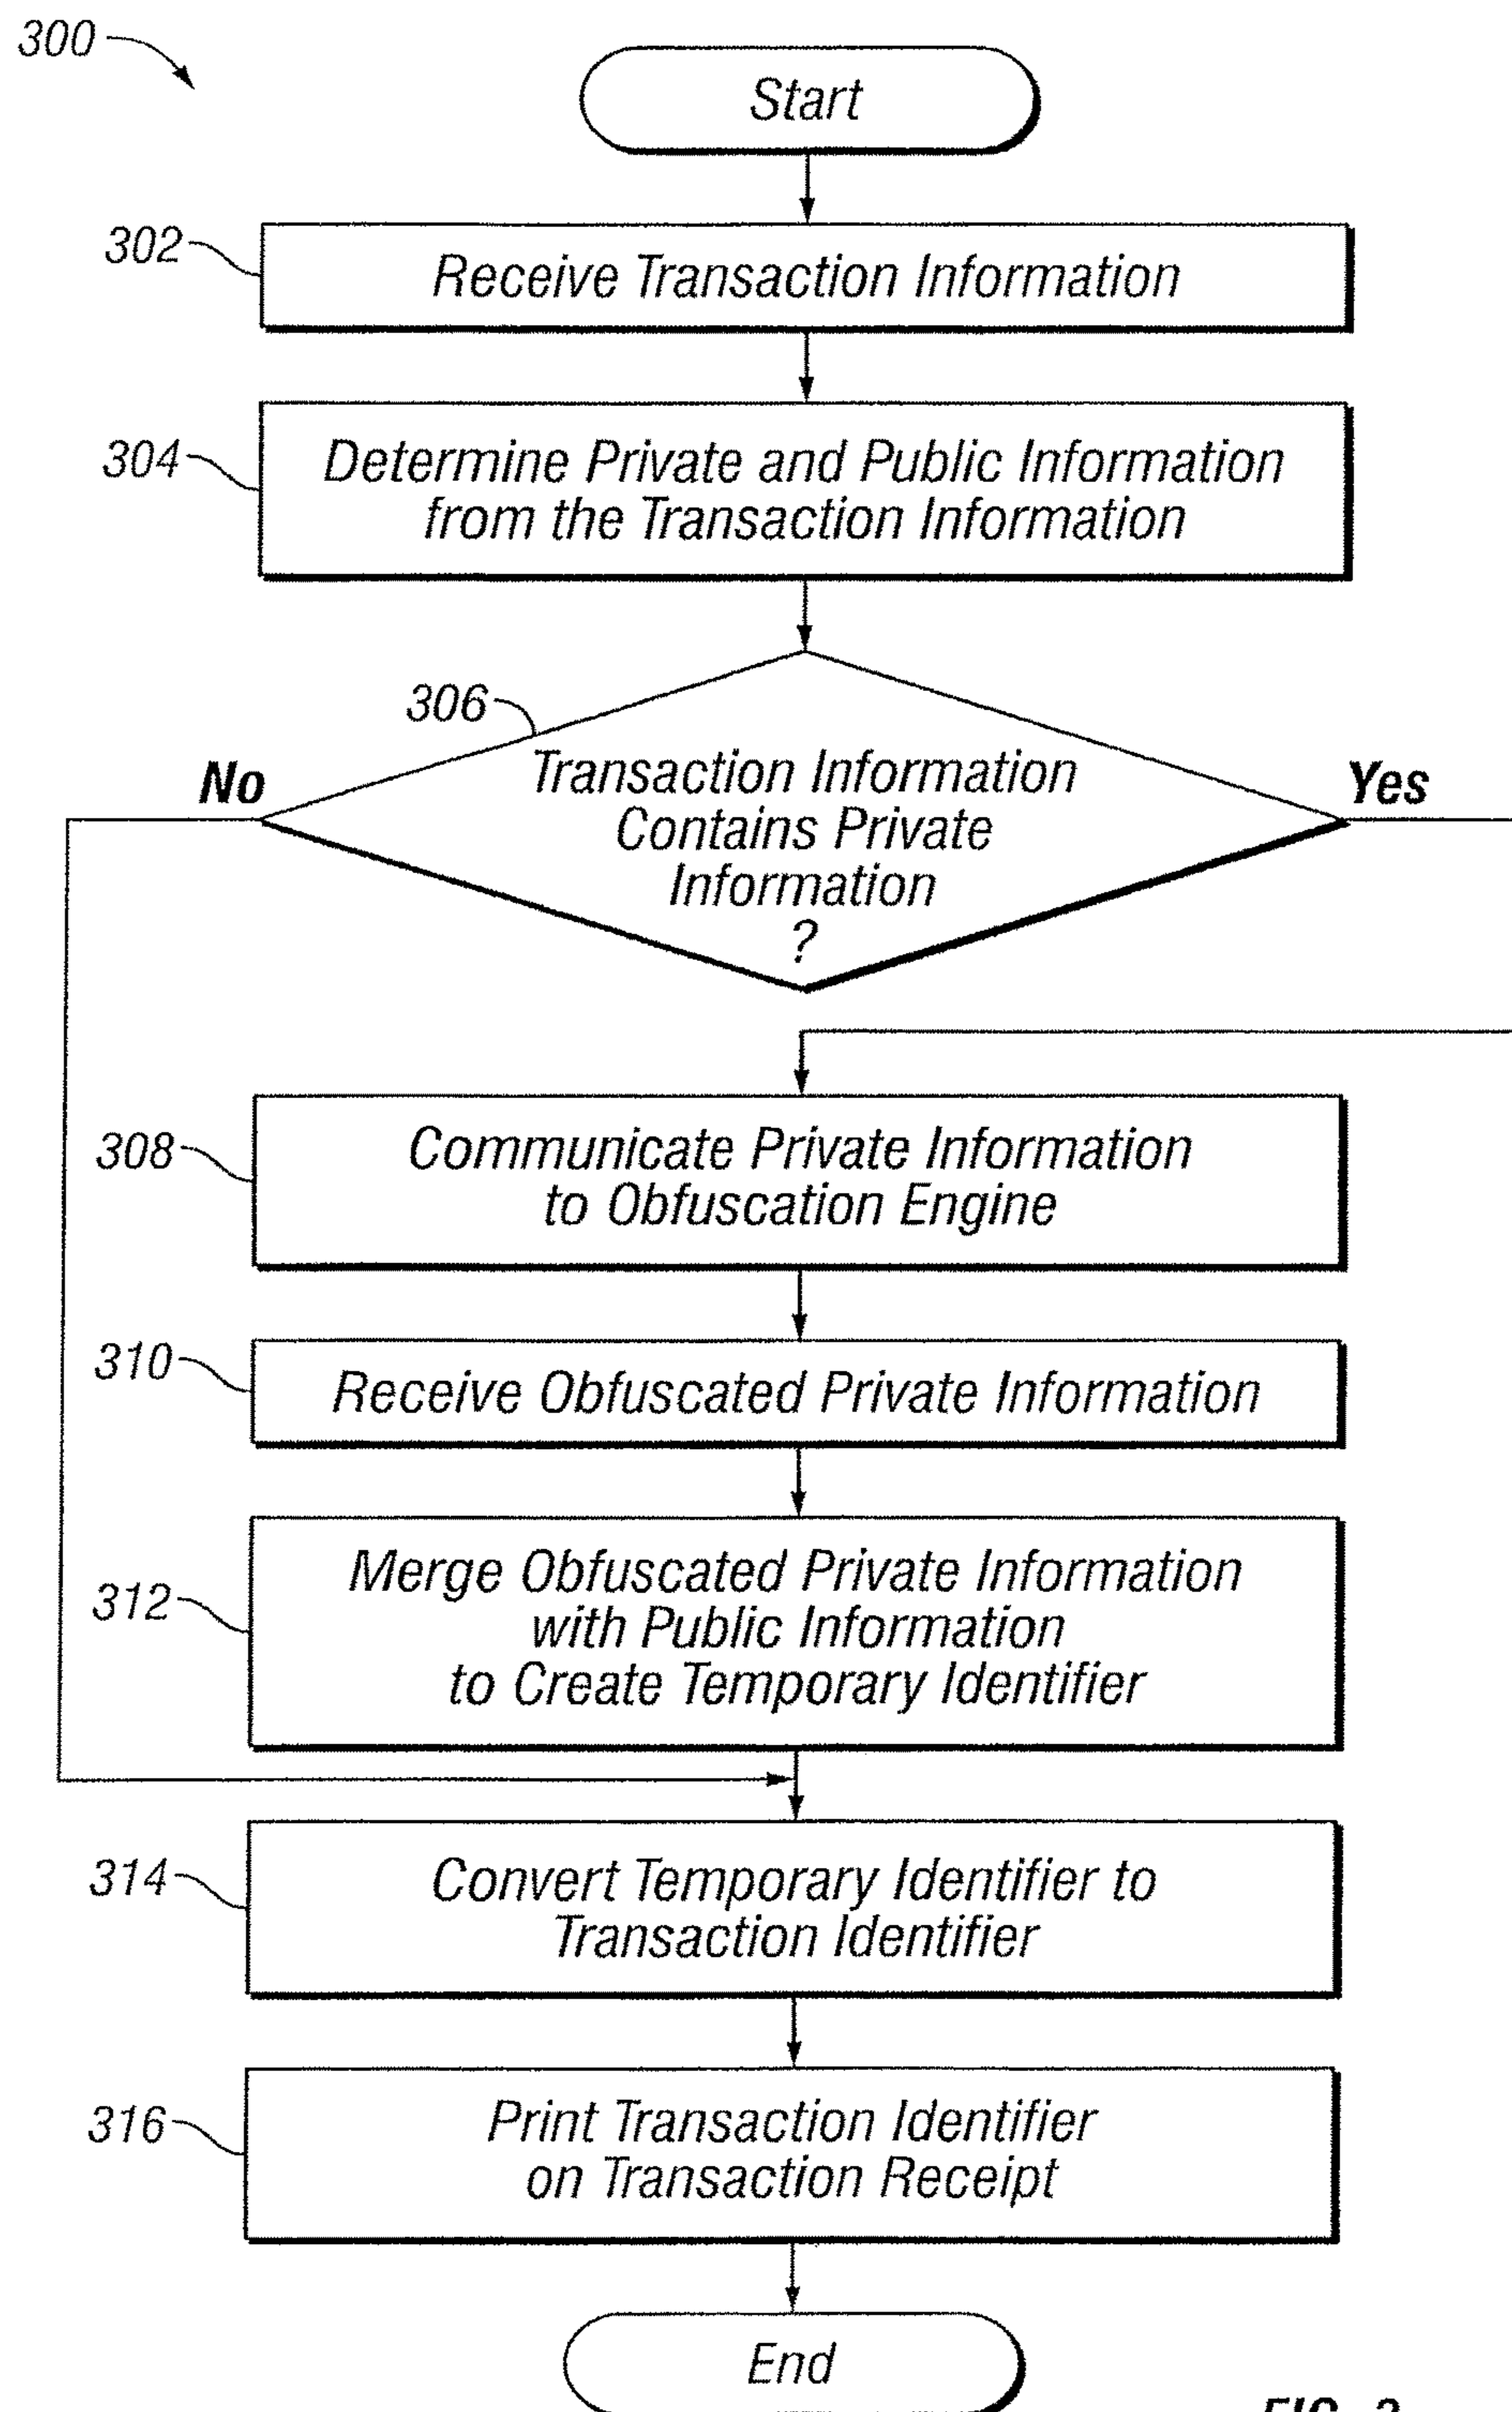 300
Start
302
Receive Transaction Information
304
Determine Private and Public Information
from the Transaction Information
306
No
Yes
Transaction Information
Contains Private
Information
?
308
Communicate Private Information
to Obfuscation Engine
310
Receive Obfuscated Private Information
312
Merge Obfuscated Private Information
with Public Information
to Create Temporary Identifier
314
Convert Temporary Identifier to
Transaction Identifier
316
Print Transaction Identifier
on Transaction Receipt
End
FIG.